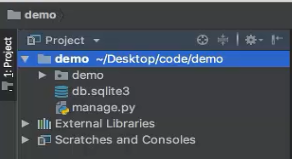 demo
1: Project
Project
demo ~/Desktop/code/demo
demo
db.sqlite3
manage.py
External Libraries
Scratches and Consoles